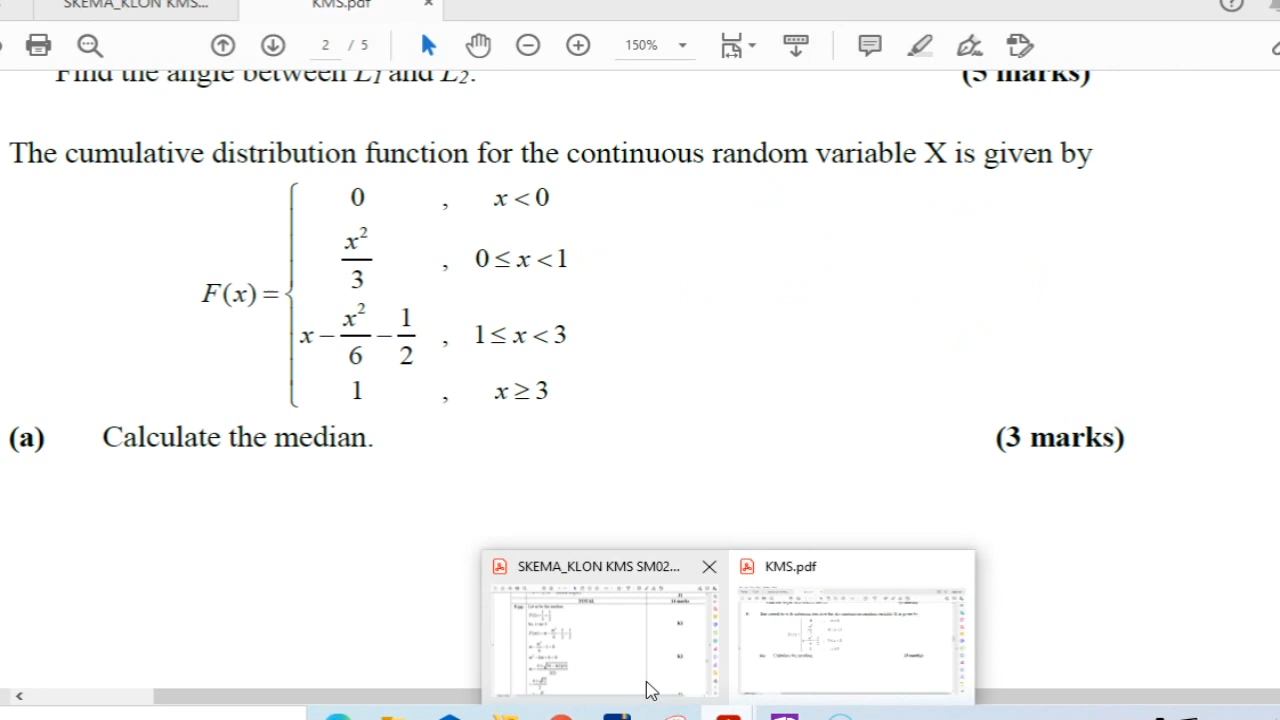 SKEMA_KLON KMS...
KMS.pdf ×
2 / 5 150%
Find the angle between L1 and L2. (5 marks)
The cumulative distribution function for the continuous random variable X is given by
0 , x < 0
x²/3 , 0 ≤ x < 1
F(x) =
x − x²/6 − 1/2 , 1 ≤ x < 3
1 , x ≥ 3
(a) Calculate the median. (3 marks)
SKEMA_KLON KMS SM02... KMS.pdf